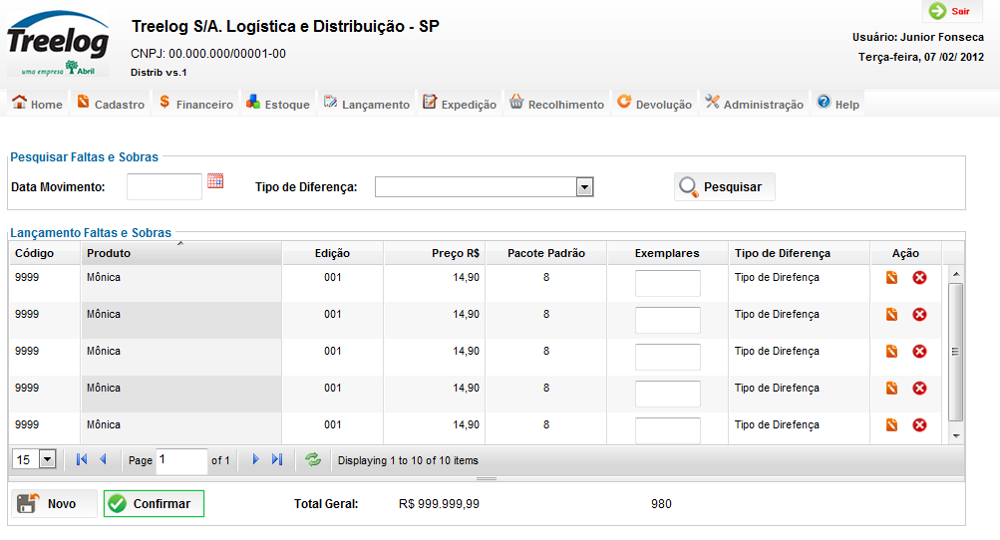 Treelog
uma empresa Abril
Treelog S/A. Logística e Distribuição - SP
CNPJ: 00.000.000/00001-00
Distrib vs.1
Sair
Usuário: Junior Fonseca
Terça-feira, 07 /02/ 2012
Home Cadastro Financeiro Estoque Lançamento Expedição Recolhimento Devolução Administração Help
Pesquisar Faltas e Sobras
Data Movimento: Tipo de Diferença: Pesquisar
Lançamento Faltas e Sobras
Código Produto Edição Preço R$ Pacote Padrão Exemplares Tipo de Diferença Ação
9999 Mônica 001 14,90 8 Tipo de Direfença
9999 Mônica 001 14,90 8 Tipo de Direfença
9999 Mônica 001 14,90 8 Tipo de Direfença
9999 Mônica 001 14,90 8 Tipo de Direfença
9999 Mônica 001 14,90 8 Tipo de Direfença
15 Page 1 of 1 Displaying 1 to 10 of 10 items
Novo Confirmar Total Geral: R$ 999.999,99 980